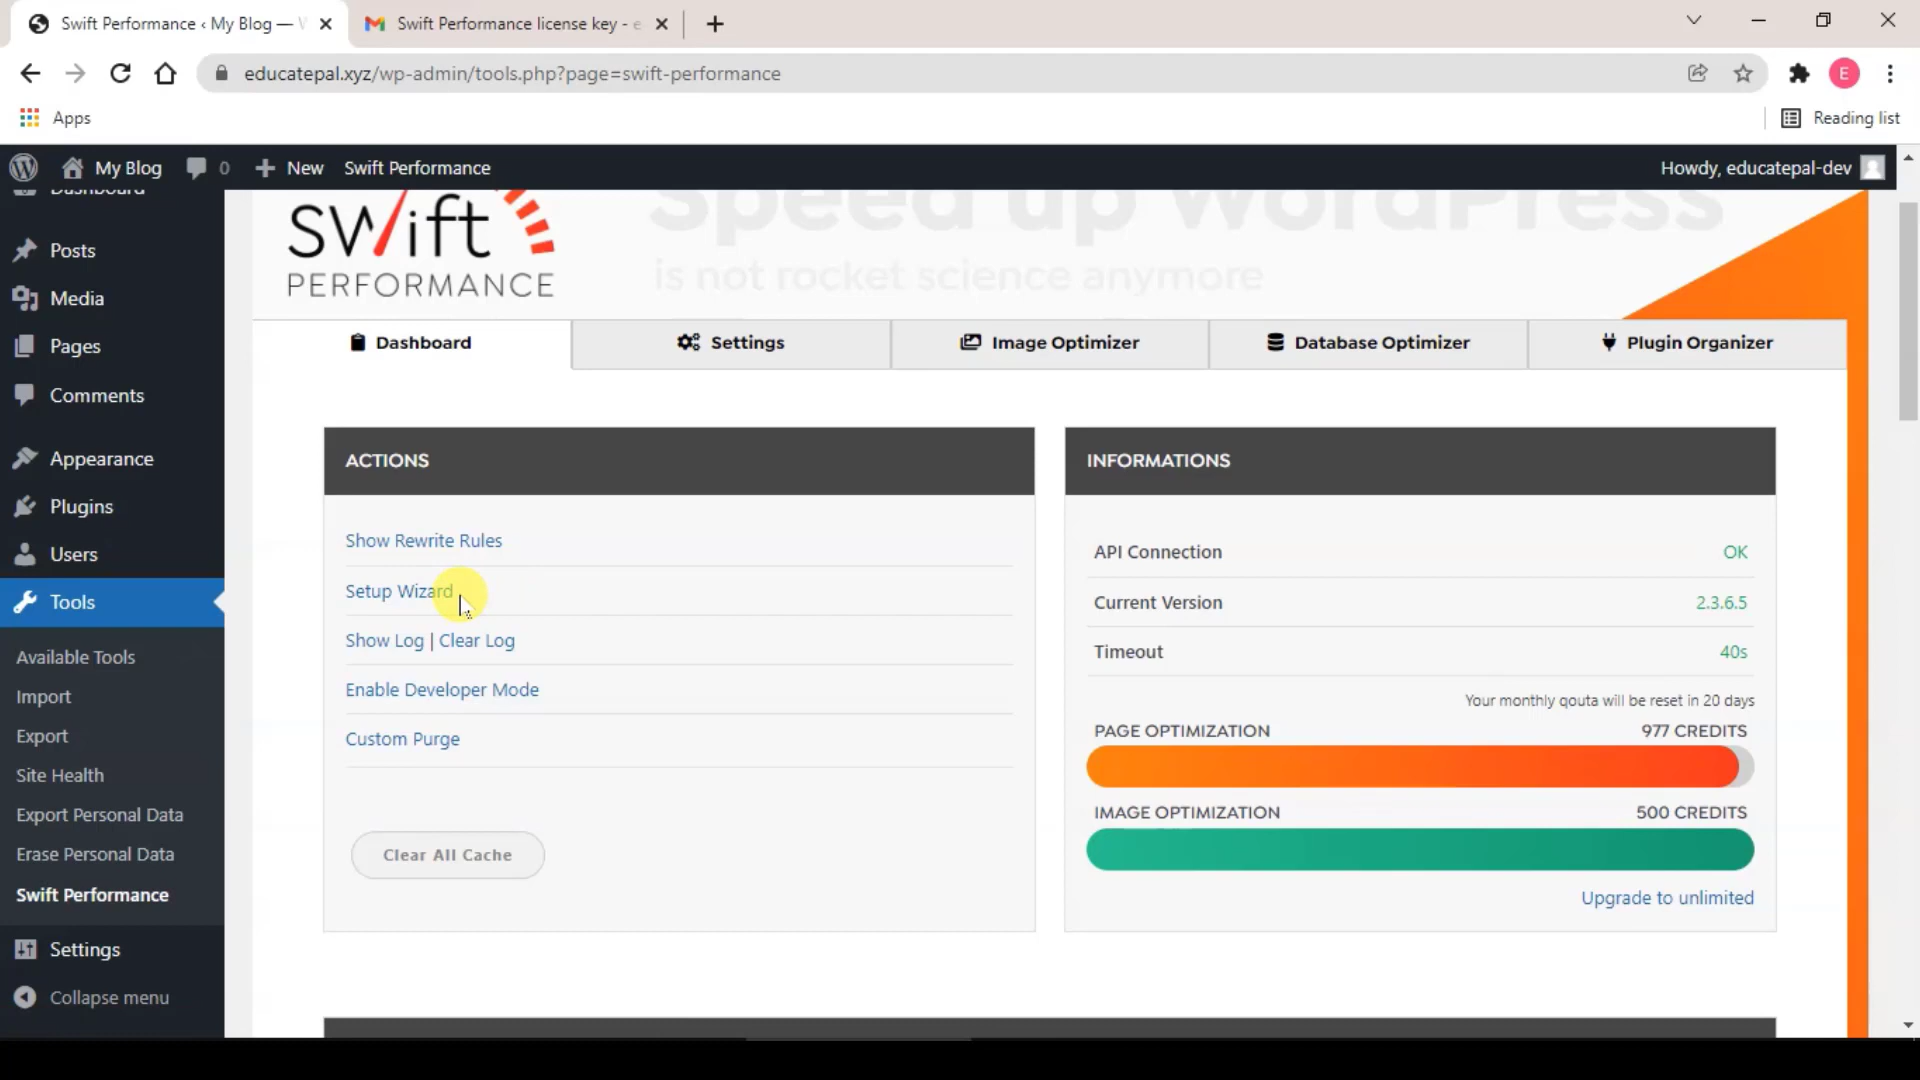 Swift Performance ‹ My Blog —
Swift Performance license key -
educatepal.xyz/wp-admin/tools.php?page=swift-performance
E
Apps
Reading list
My Blog
0
New
Swift Performance
Howdy, educatepal-dev
Dashboard
Posts
Media
Pages
Comments
Appearance
Plugins
Users
Tools
Available Tools
Import
Export
Site Health
Export Personal Data
Erase Personal Data
Swift Performance
Settings
Collapse menu
swift
PERFORMANCE
Speed up WordPress
is not rocket science anymore
Dashboard
Settings
Image Optimizer
Database Optimizer
Plugin Organizer
ACTIONS
Show Rewrite Rules
Setup Wizard
Show Log | Clear Log
Enable Developer Mode
Custom Purge
Clear All Cache
INFORMATIONS
API Connection OK
Current Version 2.3.6.5
Timeout 40s
Your monthly qouta will be reset in 20 days
PAGE OPTIMIZATION 977 CREDITS
IMAGE OPTIMIZATION 500 CREDITS
Upgrade to unlimited